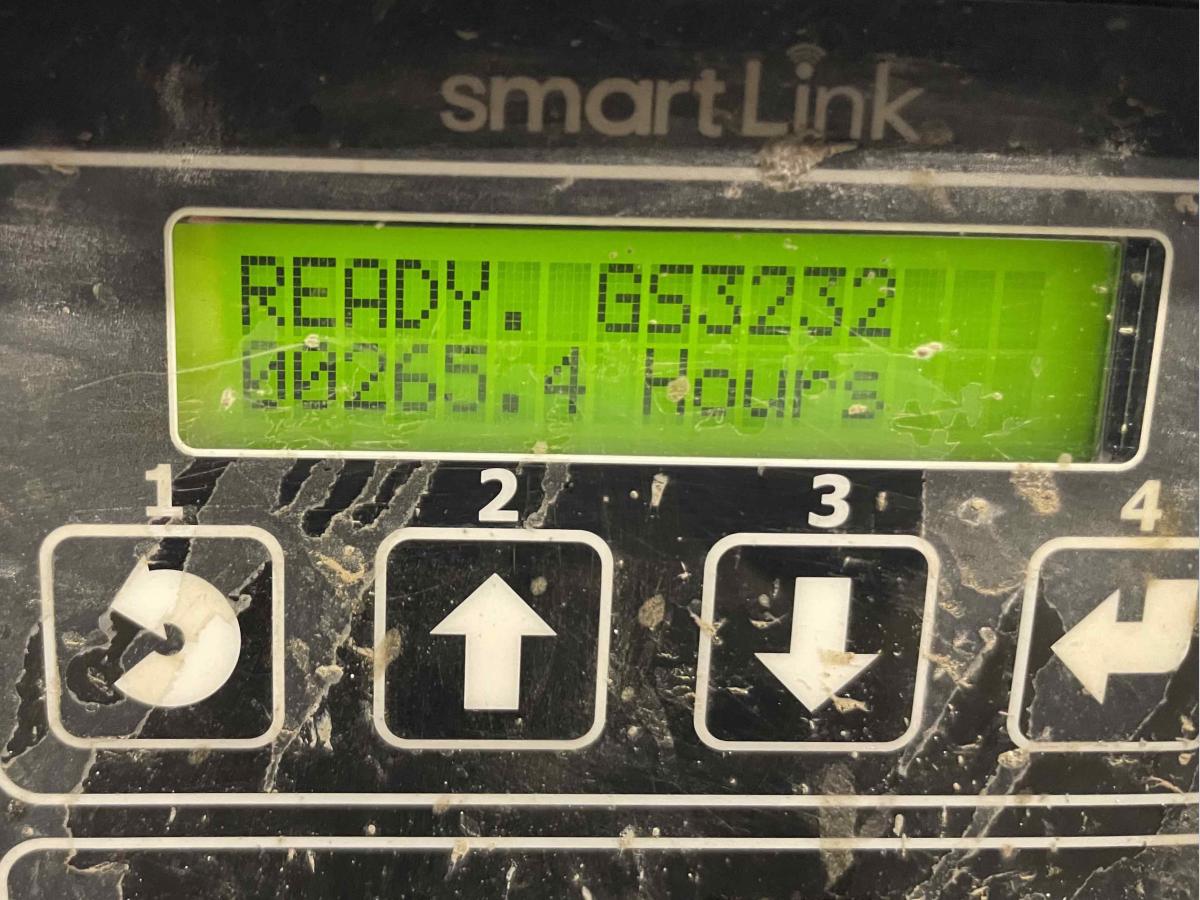 smartLink
READY. GS3232
00265.4 Hours
1 2 3 4